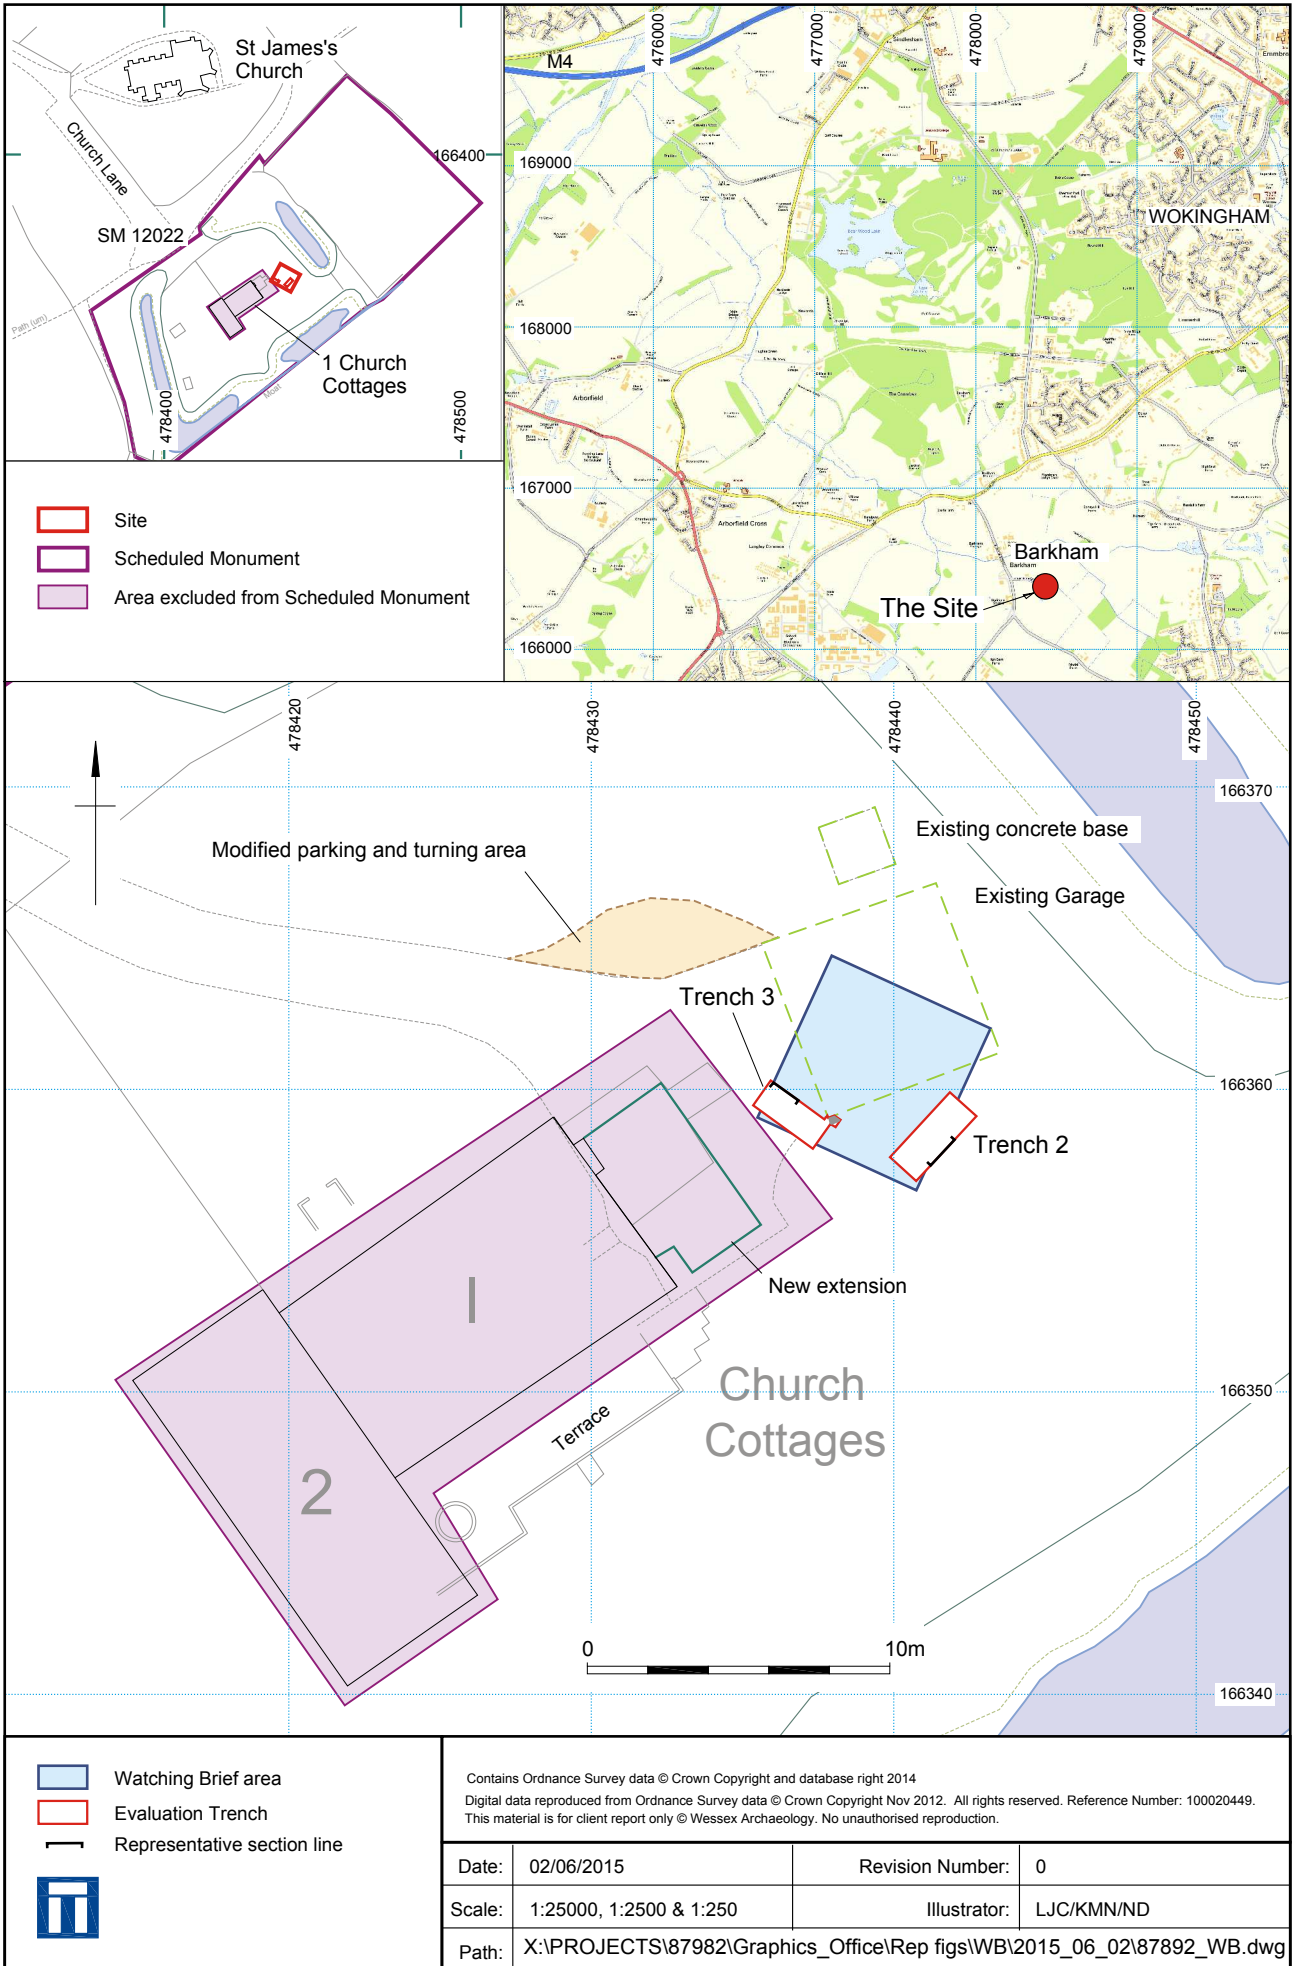 St James's
Church
Church Lane
166400
SM 12022
Path (um)
1 Church
Cottages
Moat
478400
478500
Site
Scheduled Monument
Area excluded from Scheduled Monument
M4
476000
477000
478000
479000
169000
WOKINGHAM
168000
Arborfield
167000
Arborfield Cross
Barkham
Barkham
The Site
166000
478420
478430
478440
478450
166370
Existing concrete base
Modified parking and turning area
Existing Garage
Trench 3
166360
Trench 2
New extension
1
Church
Cottages
166350
Terrace
2
0
10m
166340
Watching Brief area
Evaluation Trench
Representative section line
Contains Ordnance Survey data © Crown Copyright and database right 2014
Digital data reproduced from Ordnance Survey data © Crown Copyright Nov 2012. All rights reserved. Reference Number: 100020449.
This material is for client report only © Wessex Archaeology. No unauthorised reproduction.
Date: 02/06/2015 Revision Number: 0
Scale: 1:25000, 1:2500 & 1:250 Illustrator: LJC/KMN/ND
Path: X:\PROJECTS\87982\Graphics_Office\Rep figs\WB\2015_06_02\87892_WB.dwg